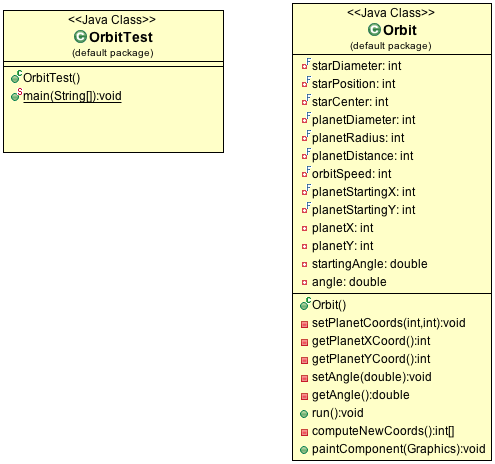 <<Java Class>>
OrbitTest
(default package)
OrbitTest()
main(String[]):void
<<Java Class>>
Orbit
(default package)
starDiameter: int
starPosition: int
starCenter: int
planetDiameter: int
planetRadius: int
planetDistance: int
orbitSpeed: int
planetStartingX: int
planetStartingY: int
planetX: int
planetY: int
startingAngle: double
angle: double
Orbit()
setPlanetCoords(int,int):void
getPlanetXCoord():int
getPlanetYCoord():int
setAngle(double):void
getAngle():double
run():void
computeNewCoords():int[]
paintComponent(Graphics):void